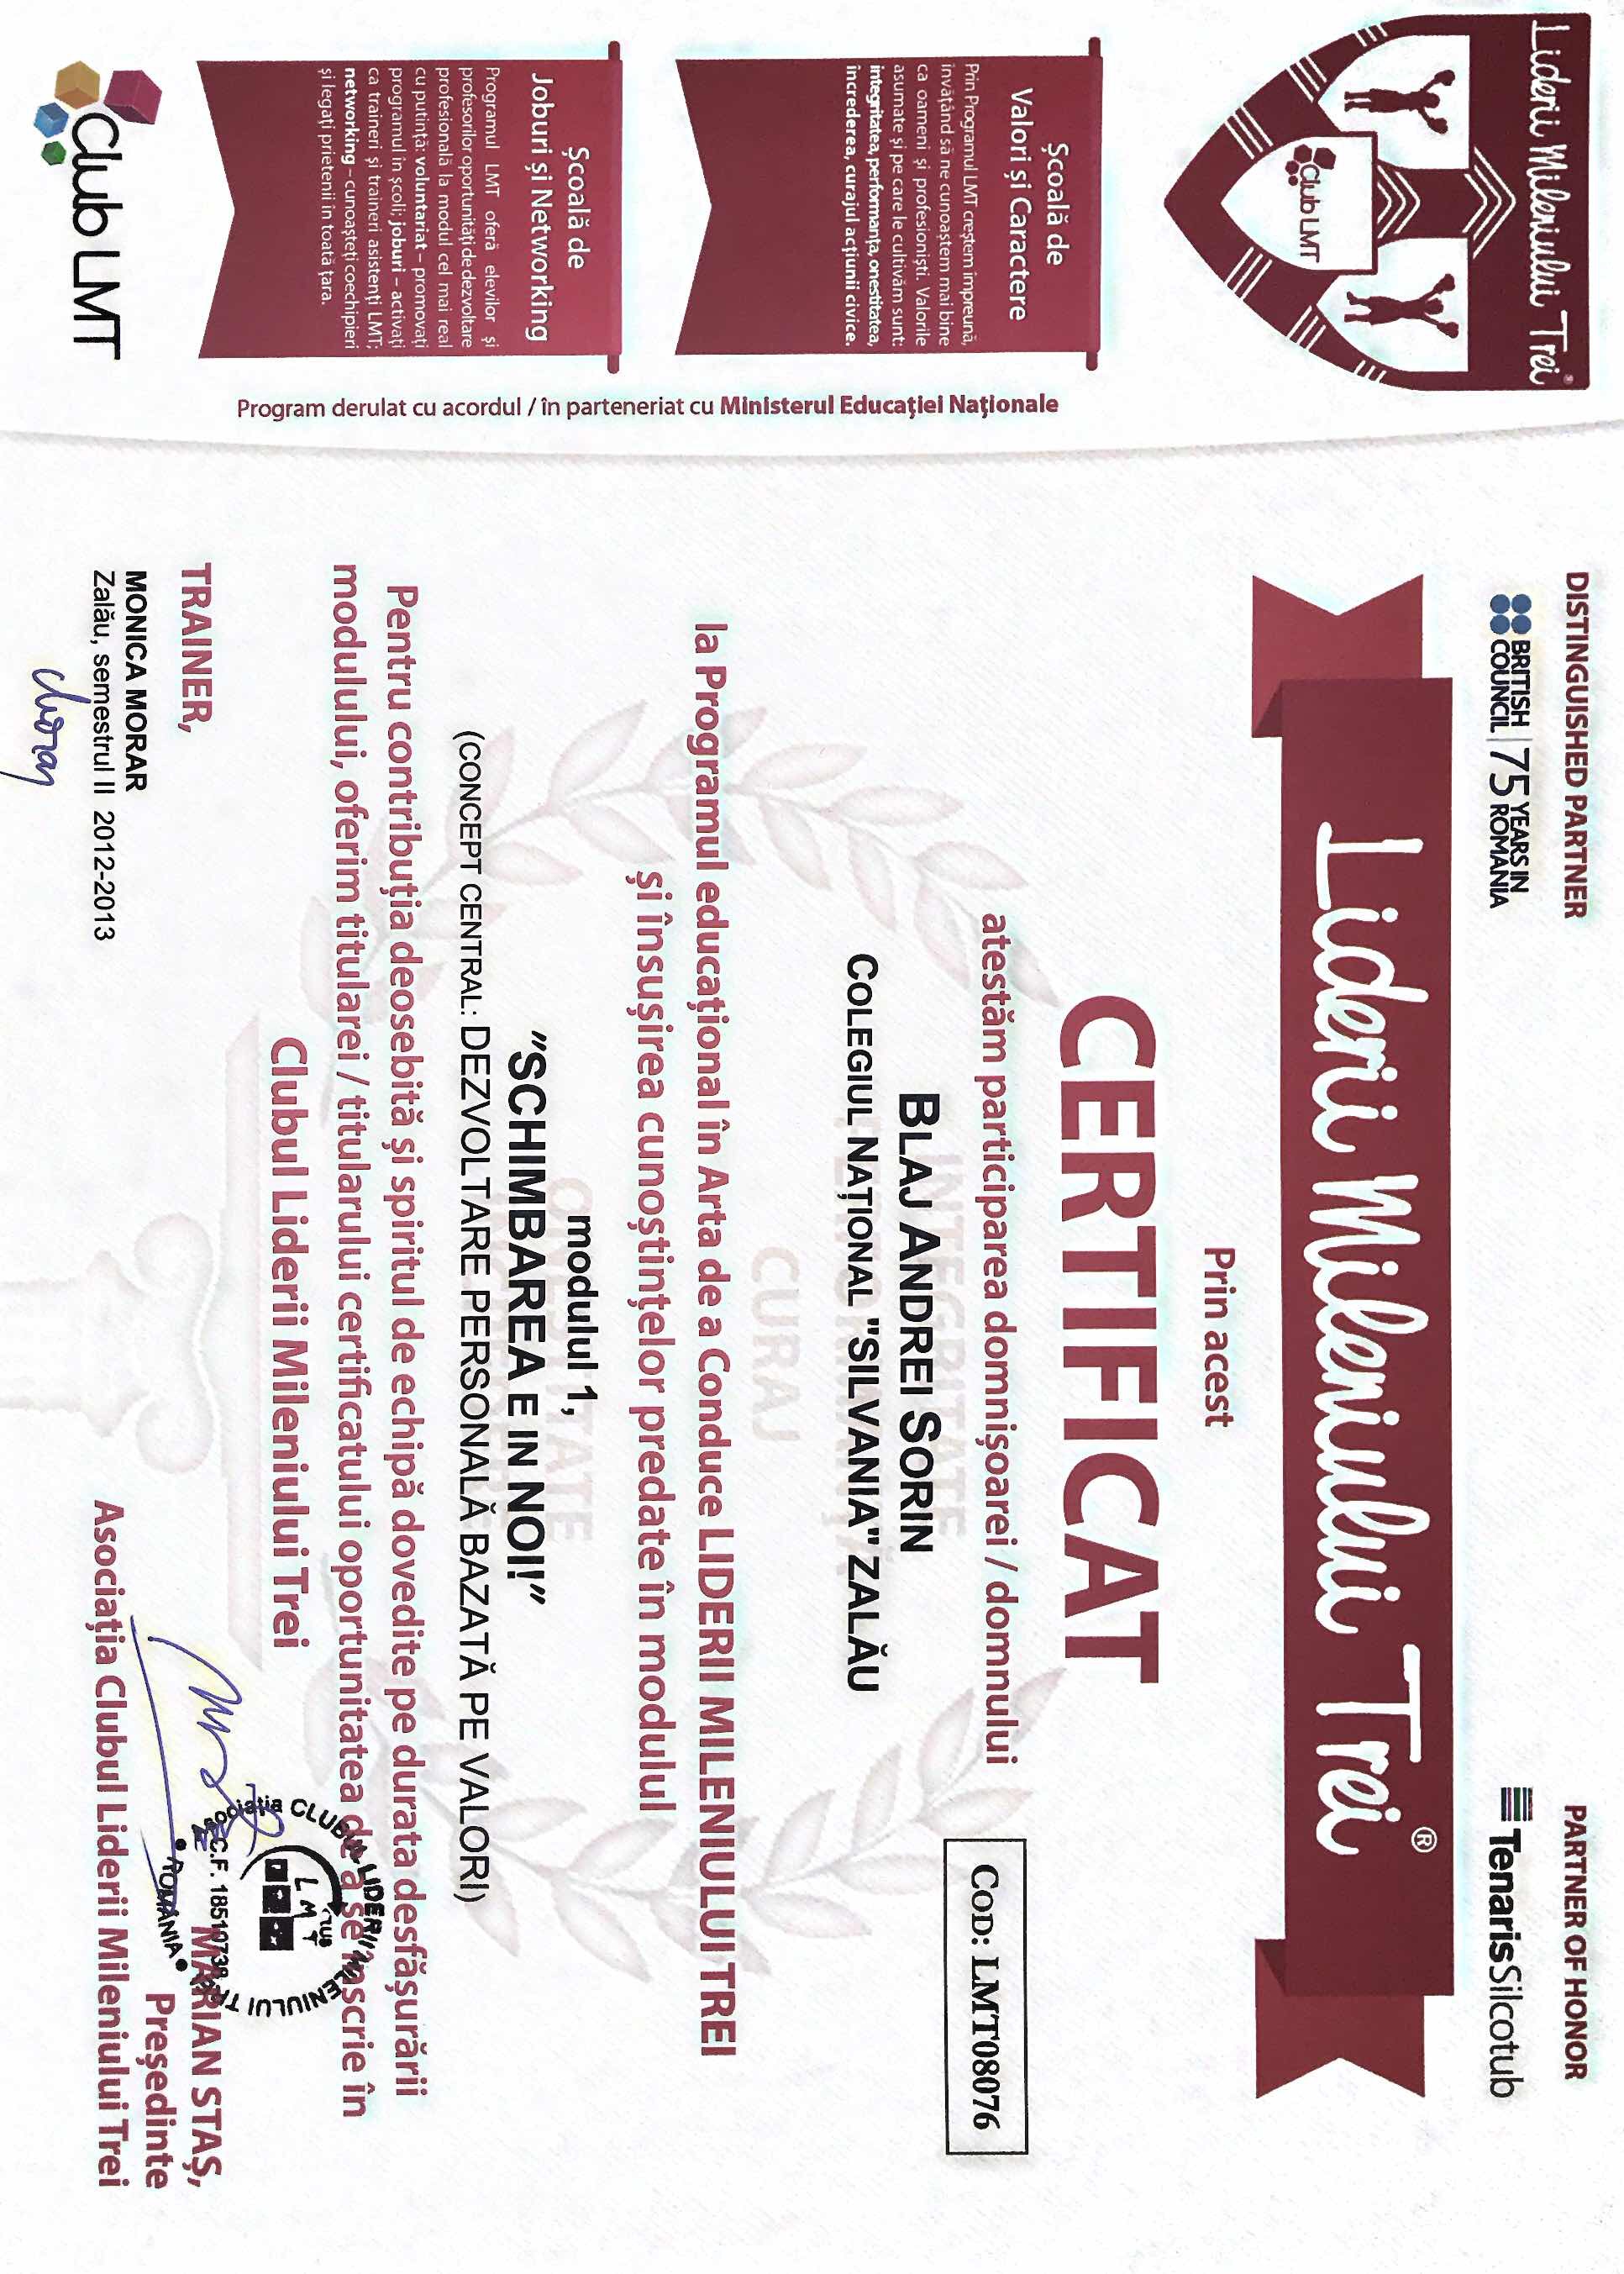 Liderii Mileniului Trei®
Club LMT
Școală de
Valori și Caractere
Prin Programul LMT creștem împreună,
învățând să ne cunoaștem mai bine
ca oameni și profesioniști. Valorile
asumate și pe care le cultivăm sunt:
integritatea, performanța, onestitatea,
încrederea, curajul acțiunii civice.
Școală de
Joburi și Networking
Programul LMT oferă elevilor și
profesorilor oportunități de dezvoltare
profesională la modul cel mai real
cu putință: voluntariat – promovați
programul în școli; joburi – activați
ca traineri și traineri asistenți LMT;
networking – cunoașteți coechipieri
și legați prietenii în toată țara.
Club LMT
Program derulat cu acordul / în parteneriat cu Ministerul Educației Naționale
DISTINGUISHED PARTNER
BRITISH COUNCIL | 75 YEARS IN ROMÂNIA
PARTNER OF HONOR
TenarisSilcotub
Liderii Mileniului Trei®
Prin acest
CERTIFICAT
COD: LMT08076
atestăm participarea domnișoarei / domnului
INTEGRITATE
BLAJ ANDREI SORIN
COLEGIUL NAȚIONAL "SILVANIA" ZALĂU
CURAJ
la Programul educațional în Arta de a Conduce LIDERII MILENIULUI TREI
și însușirea cunoștințelor predate în modulul
modulul 1,
"SCHIMBAREA E IN NOI!"
(CONCEPT CENTRAL: DEZVOLTARE PERSONALĂ BAZATĂ PE VALORI)
Pentru contribuția deosebită și spiritul de echipă dovedite pe durata desfășurării
modulului, oferim titularei / titularului certificatului oportunitatea de a se înscrie în
Clubul Liderii Mileniului Trei
TRAINER,
MONICA MORAR
Zalău, semestrul II 2012-2013
Asociația CLUBUL LIDERII MILENIULUI TREI
CLUB
LMT
C.F. 18510738
• ROMÂNIA •
MARIAN STAȘ,
Președinte
Asociația Clubul Liderii Mileniului Trei